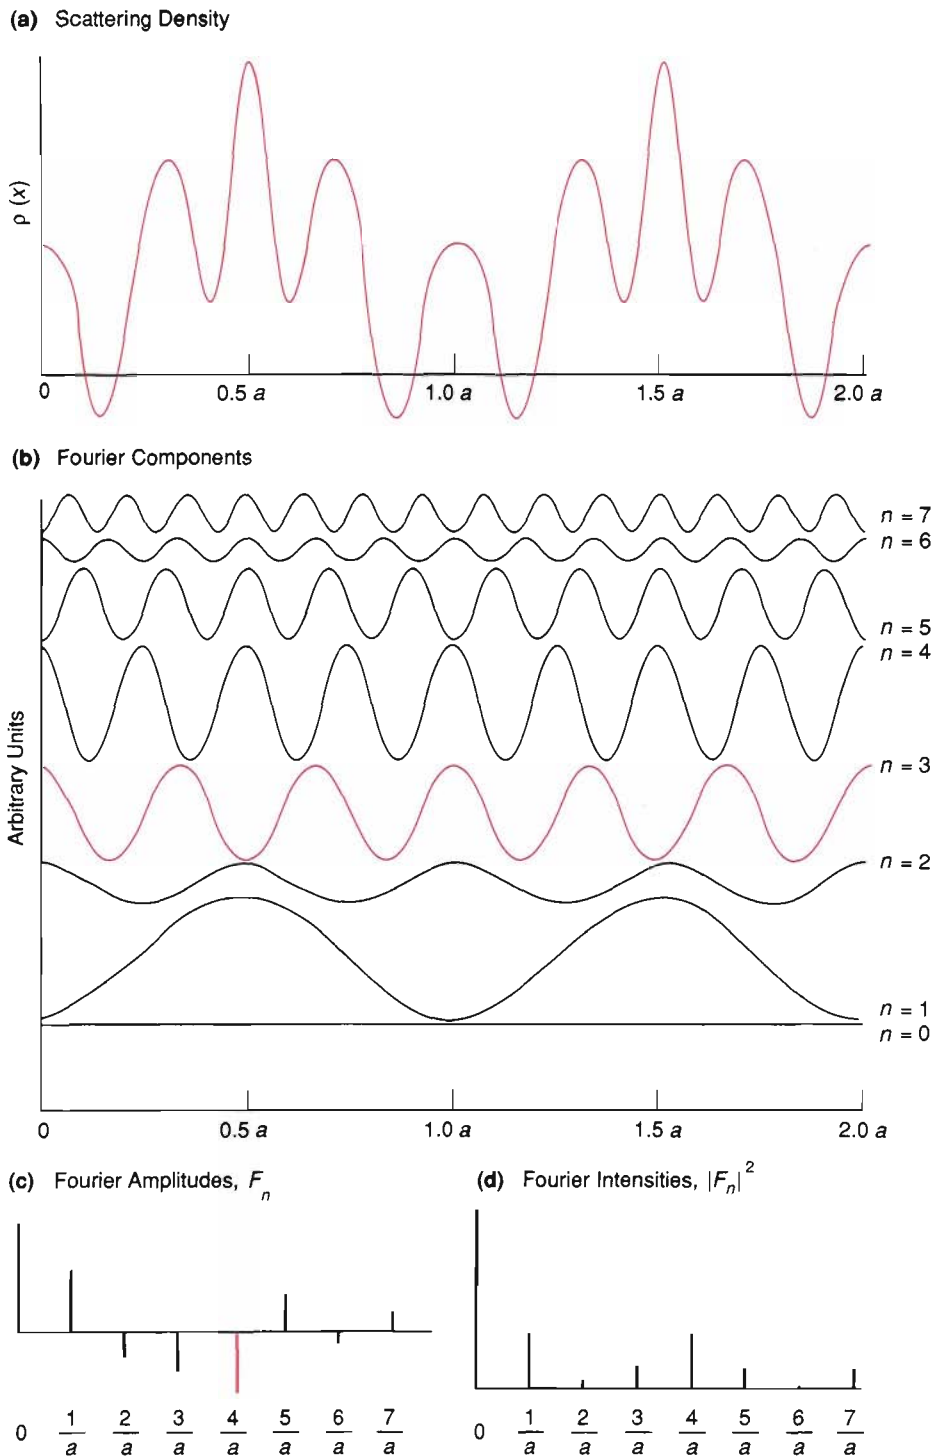 (a) Scattering Density
ρ (x)
0 0.5 a 1.0 a 1.5 a 2.0 a
(b) Fourier Components
n = 7
n = 6
n = 5
n = 4
n = 3
n = 2
n = 1
n = 0
Arbitrary Units
0 0.5 a 1.0 a 1.5 a 2.0 a
(c) Fourier Amplitudes, F_n
0 1/a 2/a 3/a 4/a 5/a 6/a 7/a
(d) Fourier Intensities, |F_n|²
0 1/a 2/a 3/a 4/a 5/a 6/a 7/a